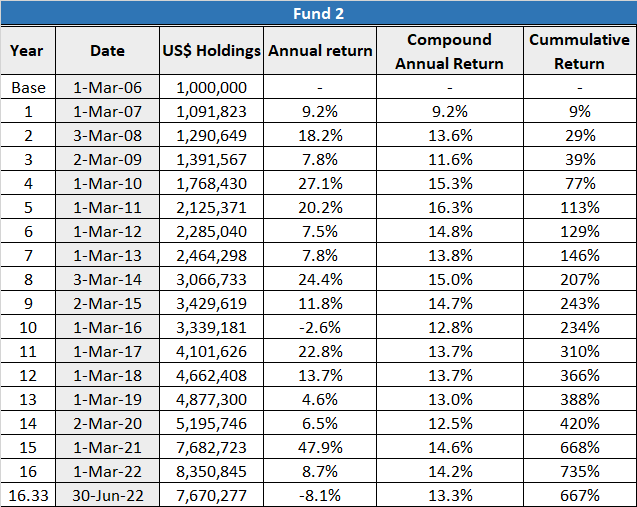 Fund 2
Year Date US$ Holdings Annual return Compound Annual Return Cummulative Return
Base 1-Mar-06 1,000,000 - - -
1 1-Mar-07 1,091,823 9.2% 9.2% 9%
2 3-Mar-08 1,290,649 18.2% 13.6% 29%
3 2-Mar-09 1,391,567 7.8% 11.6% 39%
4 1-Mar-10 1,768,430 27.1% 15.3% 77%
5 1-Mar-11 2,125,371 20.2% 16.3% 113%
6 1-Mar-12 2,285,040 7.5% 14.8% 129%
7 1-Mar-13 2,464,298 7.8% 13.8% 146%
8 3-Mar-14 3,066,733 24.4% 15.0% 207%
9 2-Mar-15 3,429,619 11.8% 14.7% 243%
10 1-Mar-16 3,339,181 -2.6% 12.8% 234%
11 1-Mar-17 4,101,626 22.8% 13.7% 310%
12 1-Mar-18 4,662,408 13.7% 13.7% 366%
13 1-Mar-19 4,877,300 4.6% 13.0% 388%
14 2-Mar-20 5,195,746 6.5% 12.5% 420%
15 1-Mar-21 7,682,723 47.9% 14.6% 668%
16 1-Mar-22 8,350,845 8.7% 14.2% 735%
16.33 30-Jun-22 7,670,277 -8.1% 13.3% 667%